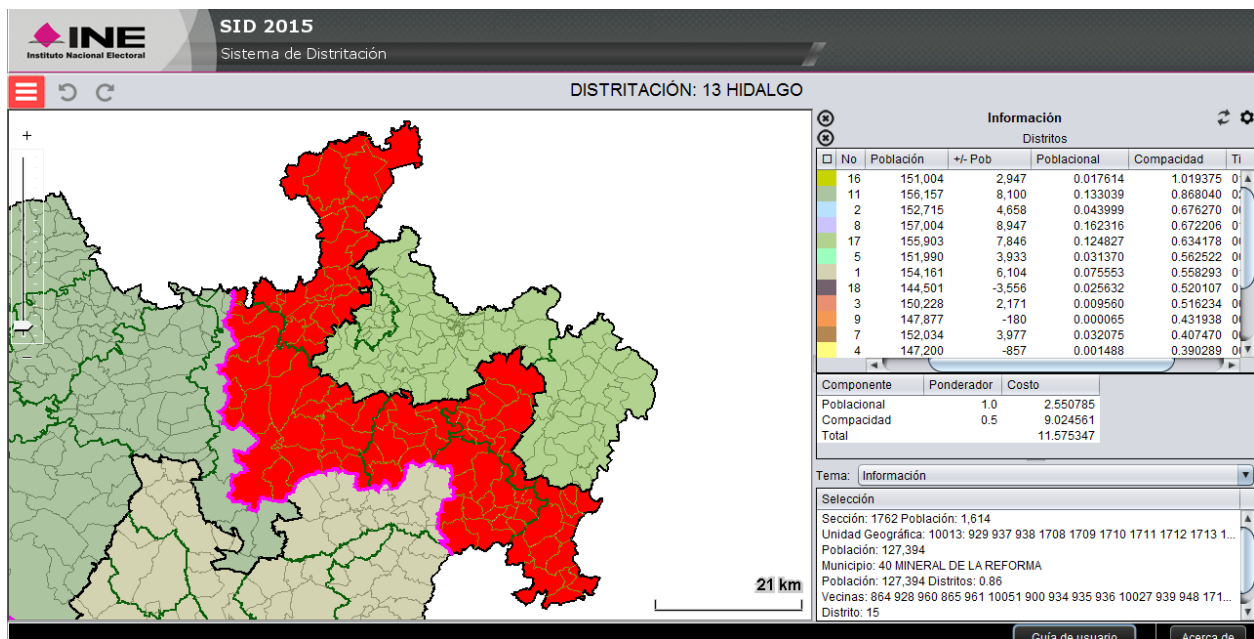 INE
Instituto Nacional Electoral
SID 2015
Sistema de Distritación
DISTRITACIÓN: 13 HIDALGO
+
−
21 km
Información
Distritos
No Población +/- Pob Poblacional Compacidad Ti
16 151,004 2,947 0.017614 1.019375
11 156,157 8,100 0.133039 0.868040
2 152,715 4,658 0.043999 0.676270
8 157,004 8,947 0.162316 0.672206
17 155,903 7,846 0.124827 0.634178
5 151,990 3,933 0.031370 0.562522
1 154,161 6,104 0.075553 0.558293
18 144,501 -3,556 0.025632 0.520107
3 150,228 2,171 0.009560 0.516234
9 147,877 -180 0.000065 0.431938
7 152,034 3,977 0.032075 0.407470
4 147,200 -857 0.001488 0.390289
Componente Ponderador Costo
Poblacional 1.0 2.550785
Compacidad 0.5 9.024561
Total 11.575347
Tema: Información
Selección
Sección: 1762 Población: 1,614
Unidad Geográfica: 10013: 929 937 938 1708 1709 1710 1711 1712 1713 1...
Población: 127,394
Municipio: 40 MINERAL DE LA REFORMA
Población: 127,394 Distritos: 0.86
Vecinas: 864 928 960 865 961 10051 900 934 935 936 10027 939 948 171...
Distrito: 15
Guía de usuario Acerca de